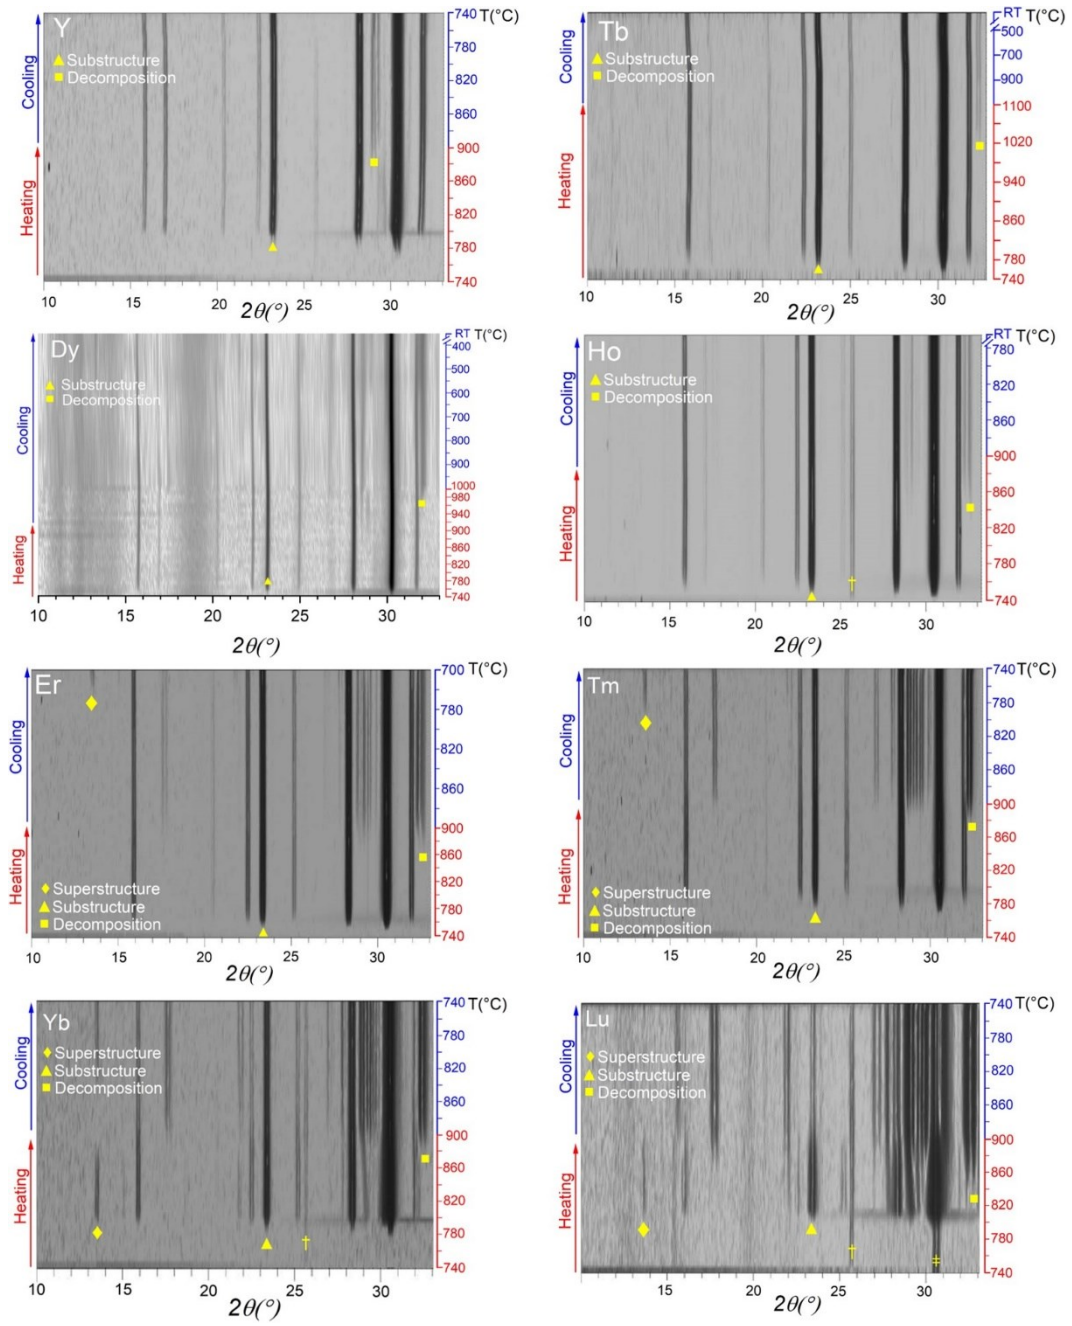 Y
▲ Substructure
■ Decomposition
Heating
Cooling
740 T(°C)
780
820
860
900
860
820
780
740
10 15 20 25 30
2θ(°)
Tb
▲ Substructure
■ Decomposition
Heating
Cooling
RT T(°C)
500
700
900
1100
1020
940
860
780
740
10 15 20 25 30
2θ(°)
Dy
▲ Substructure
■ Decomposition
Heating
Cooling
RT T(°C)
400
500
600
700
800
900
1000
980
940
900
860
820
780
740
10 15 20 25 30
2θ(°)
Ho
▲ Substructure
■ Decomposition
†
Heating
Cooling
RT T(°C)
780
820
860
900
860
820
780
740
10 15 20 25 30
2θ(°)
Er
♦ Superstructure
▲ Substructure
■ Decomposition
Heating
Cooling
700 T(°C)
780
820
860
900
860
820
780
740
10 15 20 25 30
2θ(°)
Tm
♦ Superstructure
▲ Substructure
■ Decomposition
Heating
Cooling
740 T(°C)
780
820
860
900
860
820
780
740
10 15 20 25 30
2θ(°)
Yb
♦ Superstructure
▲ Substructure
■ Decomposition
†
Heating
Cooling
740 T(°C)
780
820
860
900
860
820
780
740
10 15 20 25 30
2θ(°)
Lu
♦ Superstructure
▲ Substructure
■ Decomposition
†
‡
Heating
Cooling
740 T(°C)
780
820
860
900
860
820
780
740
15 20 25 30
2θ(°)